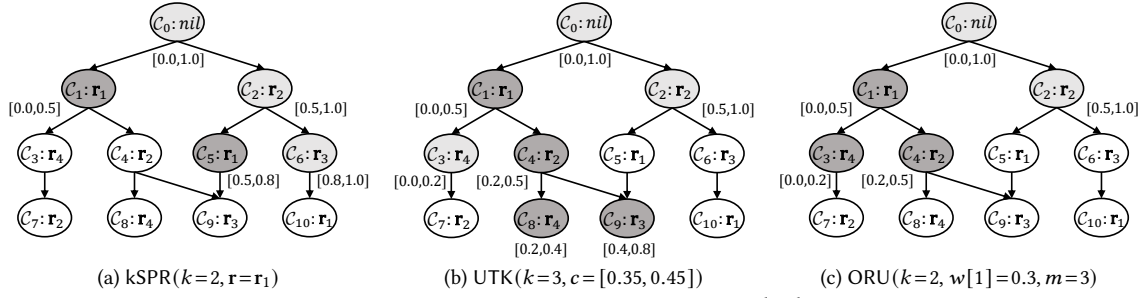 𝒞₀: nil
[0.0,1.0]
𝒞₁: r₁
𝒞₂: r₂
[0.0,0.5]
[0.5,1.0]
𝒞₃: r₄
𝒞₄: r₂
𝒞₅: r₁
𝒞₆: r₃
[0.5,0.8]
[0.8,1.0]
𝒞₇: r₂
𝒞₈: r₄
𝒞₉: r₃
𝒞₁₀: r₁
(a) kSPR(k=2, r=r₁)
𝒞₀: nil
[0.0,1.0]
𝒞₁: r₁
𝒞₂: r₂
[0.0,0.5]
[0.5,1.0]
𝒞₃: r₄
𝒞₄: r₂
𝒞₅: r₁
𝒞₆: r₃
[0.0,0.2]
[0.2,0.5]
𝒞₇: r₂
𝒞₈: r₄
𝒞₉: r₃
𝒞₁₀: r₁
[0.2,0.4]
[0.4,0.8]
(b) UTK(k=3, c=[0.35, 0.45])
𝒞₀: nil
[0.0,1.0]
𝒞₁: r₁
𝒞₂: r₂
[0.0,0.5]
[0.5,1.0]
𝒞₃: r₄
𝒞₄: r₂
𝒞₅: r₁
𝒞₆: r₃
[0.0,0.2]
[0.2,0.5]
𝒞₇: r₂
𝒞₈: r₄
𝒞₉: r₃
𝒞₁₀: r₁
(c) ORU(k=2, w[1]=0.3, m=3)